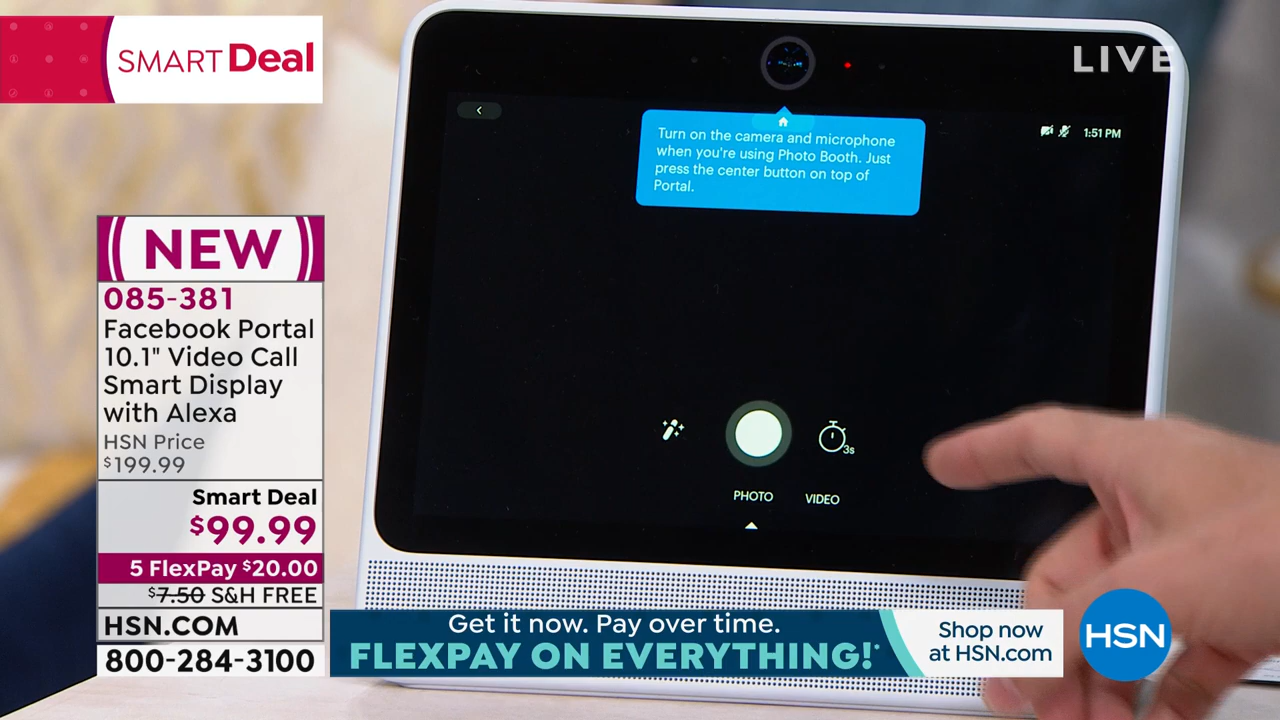 SMART Deal
LIVE
1:51 PM
Turn on the camera and microphone
when you're using Photo Booth. Just
press the center button on top of
Portal.
3s
PHOTO
VIDEO
NEW
085-381
Facebook Portal
10.1" Video Call
Smart Display
with Alexa
HSN Price
$199.99
Smart Deal
$99.99
5 FlexPay $20.00
$7.50 S&H FREE
HSN.COM
800-284-3100
Get it now. Pay over time.
FLEXPAY ON EVERYTHING!*
Shop now
at HSN.com
HSN